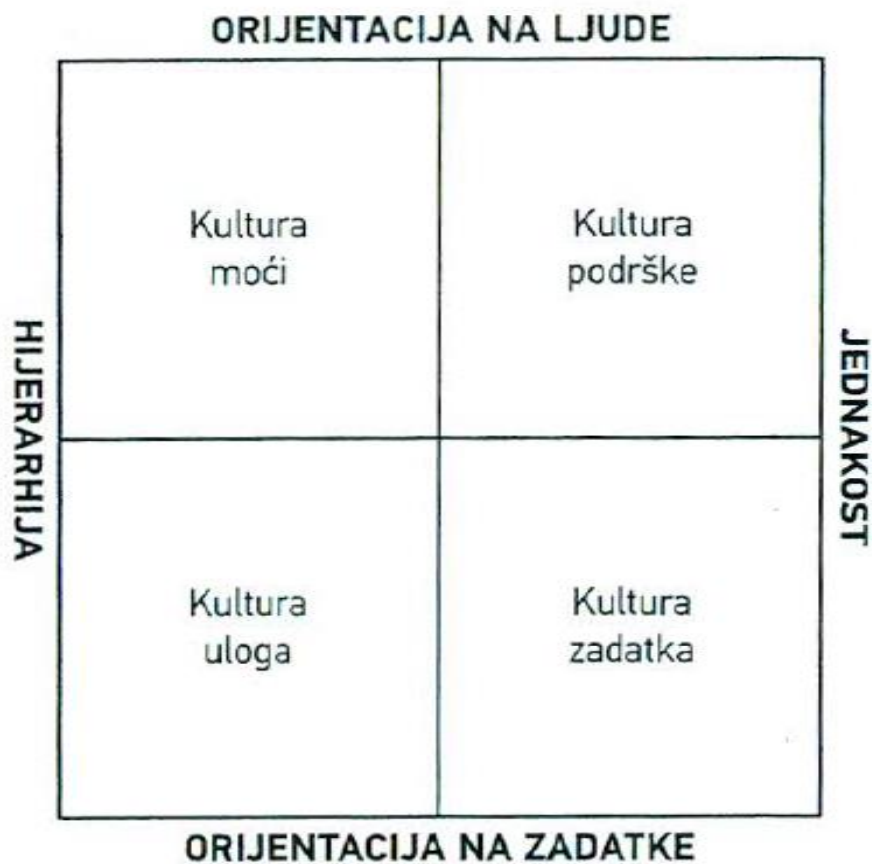 ORIJENTACIJA NA LJUDE
Kultura
moći
Kultura
podrške
HIJERARHIJA
JEDNAKOST
Kultura
uloga
Kultura
zadatka
ORIJENTACIJA NA ZADATKE